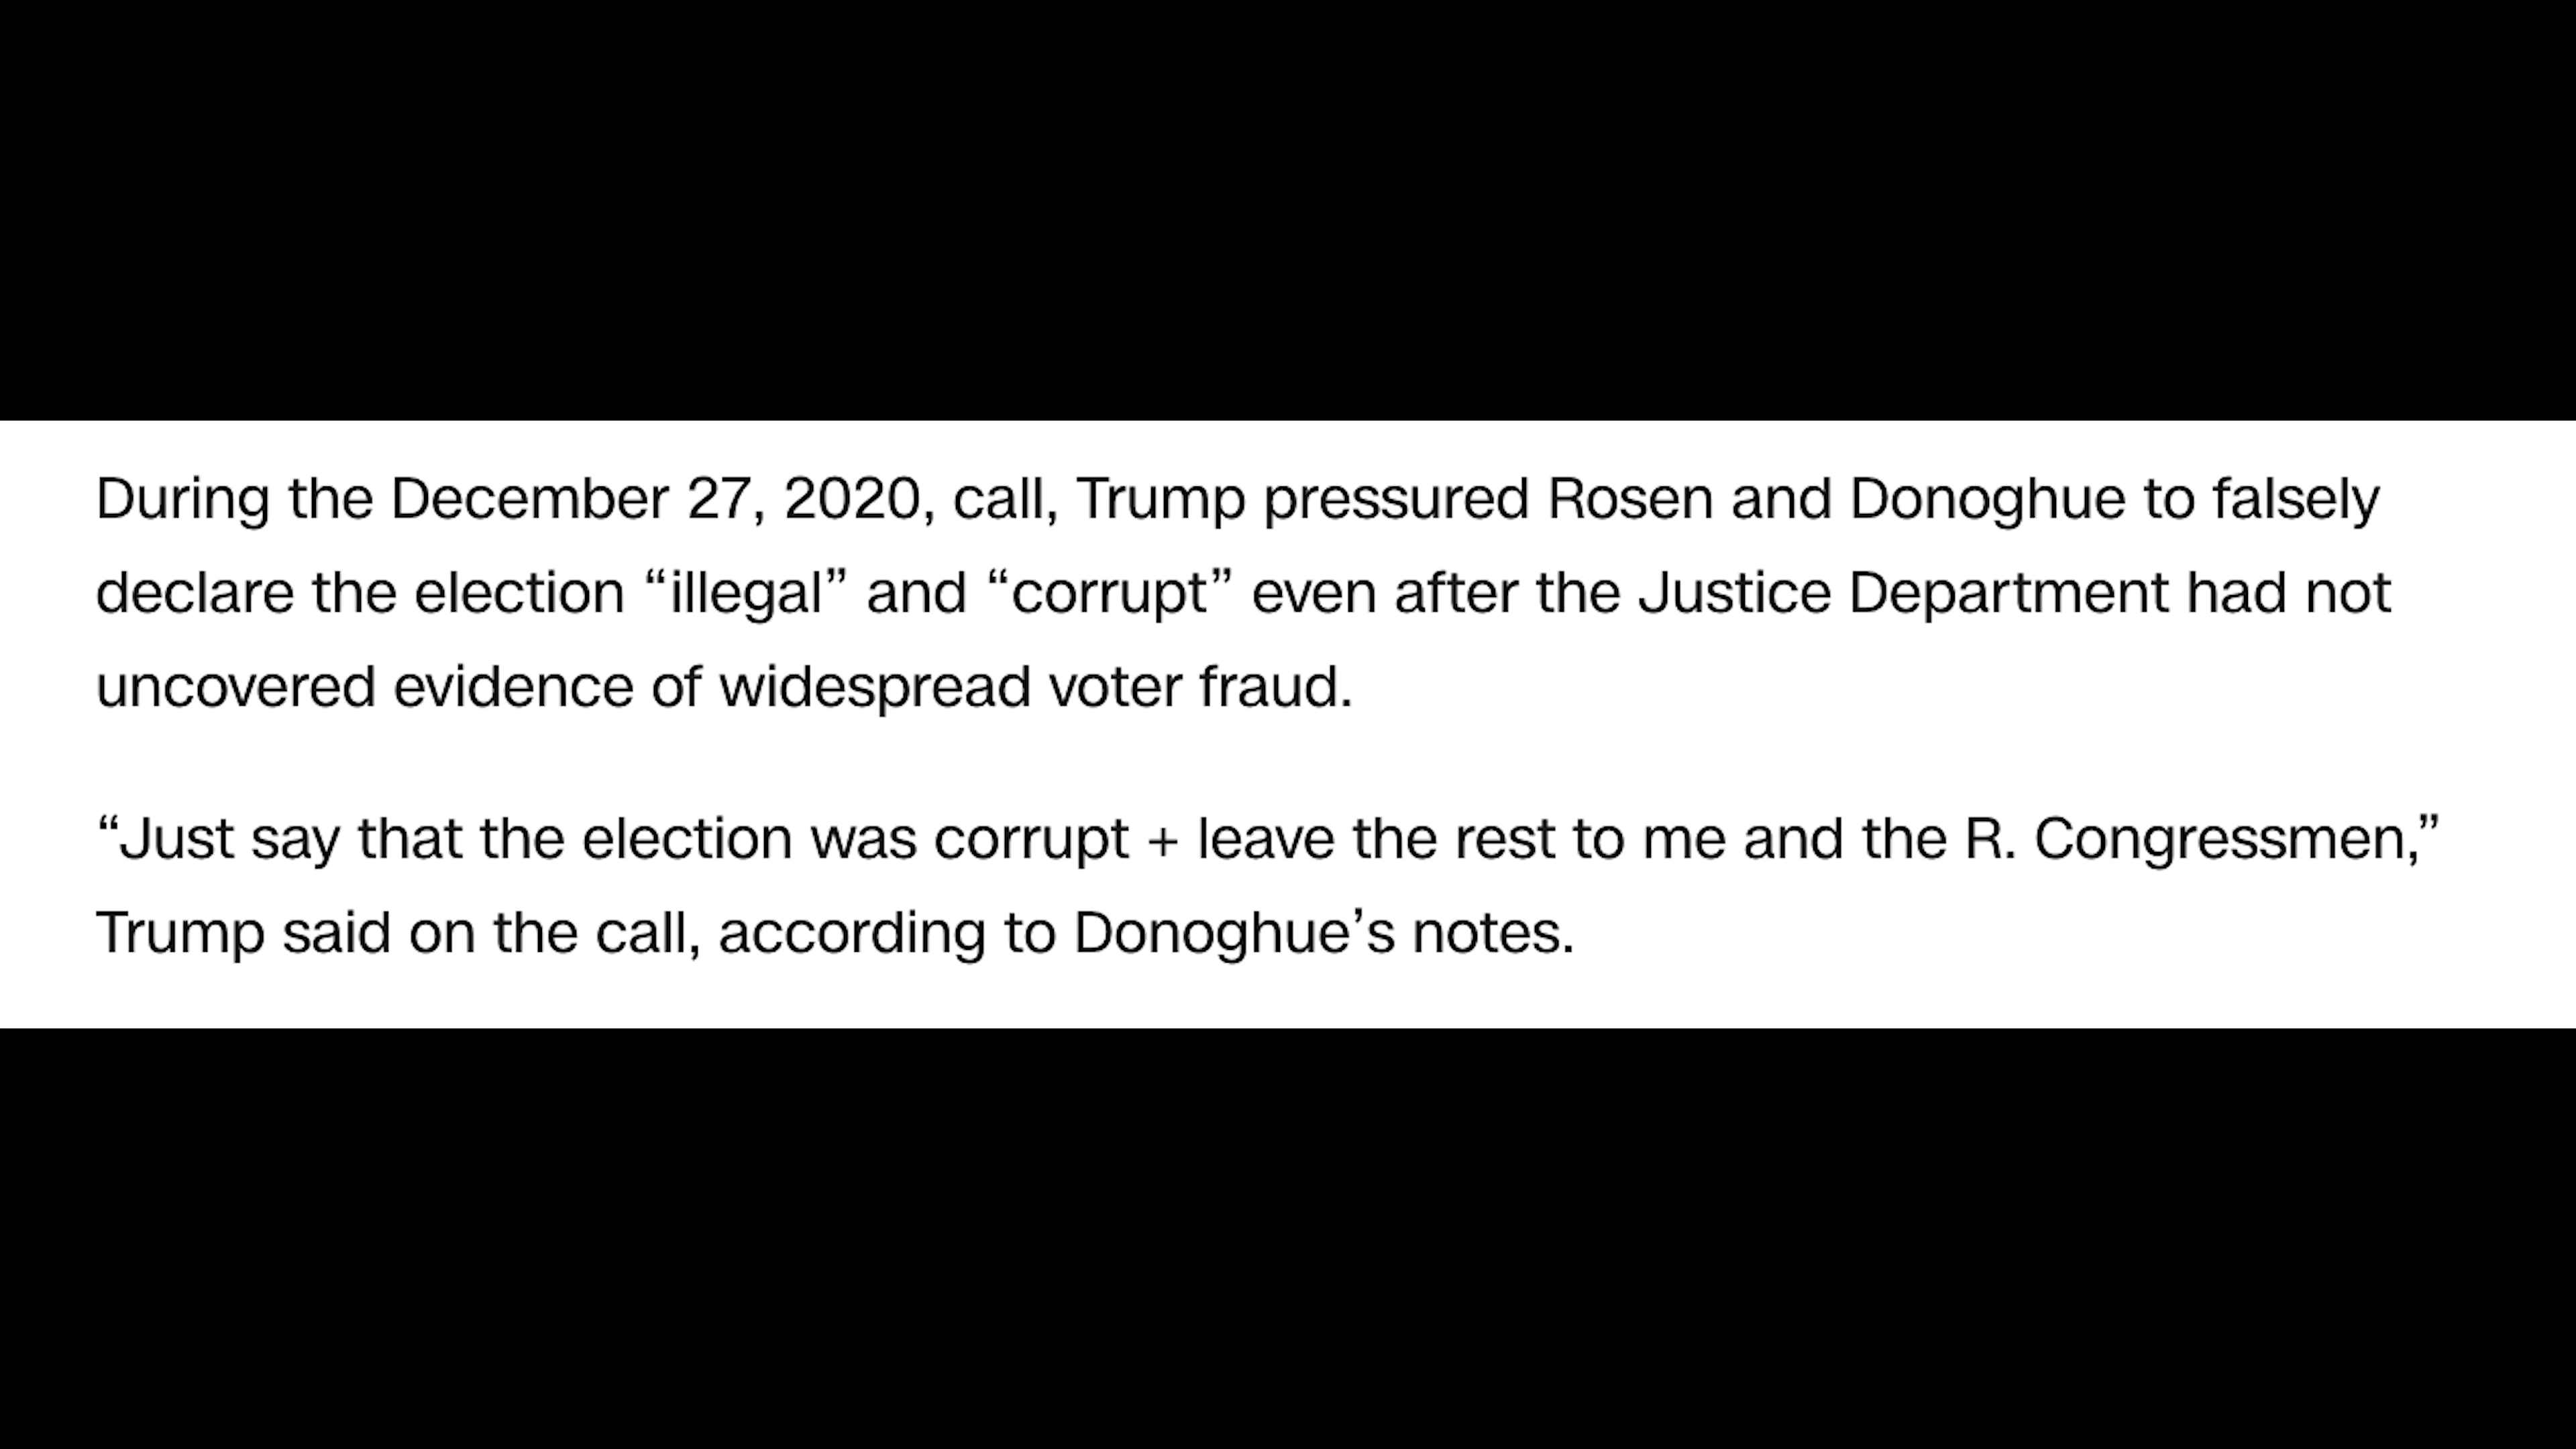 During the December 27, 2020, call, Trump pressured Rosen and Donoghue to falsely
declare the election “illegal” and “corrupt” even after the Justice Department had not
uncovered evidence of widespread voter fraud.
“Just say that the election was corrupt + leave the rest to me and the R. Congressmen,”
Trump said on the call, according to Donoghue’s notes.